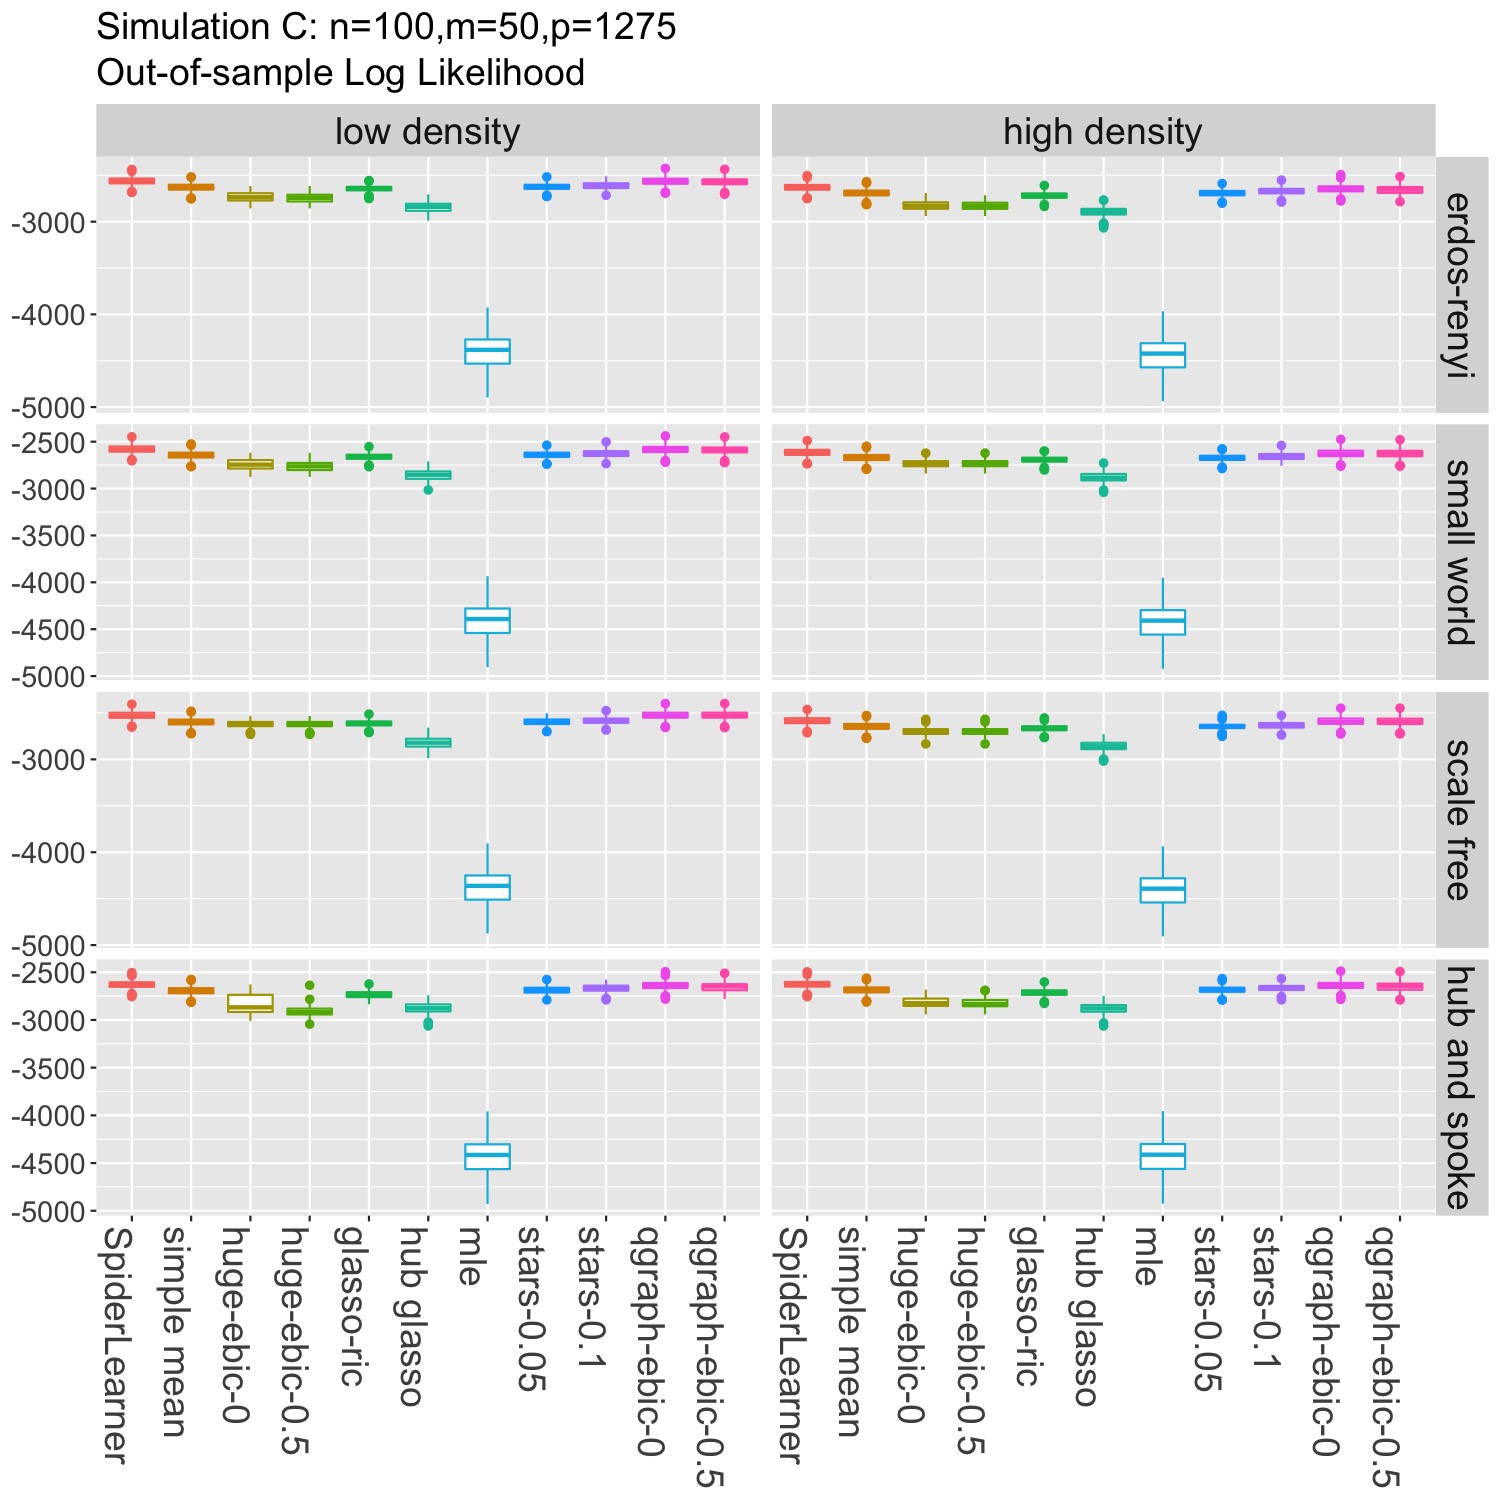 Simulation C: n=100,m=50,p=1275
Out-of-sample Log Likelihood
low density
high density
-3000
-4000
-5000
erdos-renyi
-2500
-3000
-3500
-4000
-4500
-5000
small world
-3000
-4000
-5000
scale free
-2500
-3000
-3500
-4000
-4500
-5000
hub and spoke
SpiderLearner
simple mean
huge-ebic-0
huge-ebic-0.5
glasso-ric
hub glasso
mle
stars-0.05
stars-0.1
qgraph-ebic-0
qgraph-ebic-0.5
SpiderLearner
simple mean
huge-ebic-0
huge-ebic-0.5
glasso-ric
hub glasso
mle
stars-0.05
stars-0.1
qgraph-ebic-0
qgraph-ebic-0.5